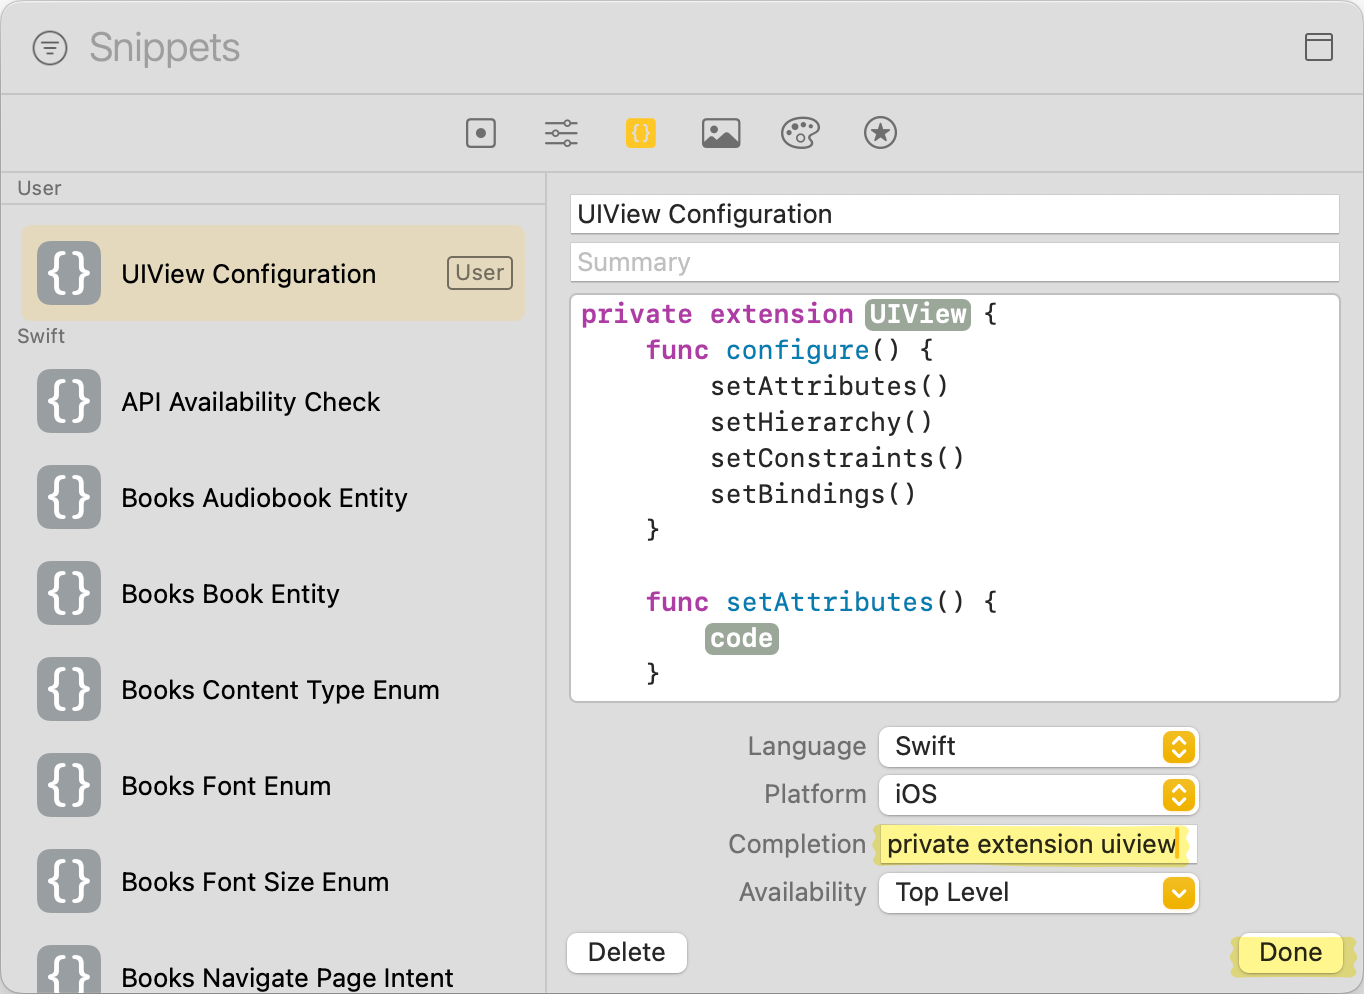 Snippets
User
UIView Configuration
User
Swift
API Availability Check
Books Audiobook Entity
Books Book Entity
Books Content Type Enum
Books Font Enum
Books Font Size Enum
Books Navigate Page Intent
UIView Configuration
Summary
private extension UIView {
    func configure() {
        setAttributes()
        setHierarchy()
        setConstraints()
        setBindings()
    }

    func setAttributes() {
        code
    }
Language Swift
Platform iOS
Completion private extension uiview
Availability Top Level
Delete
Done